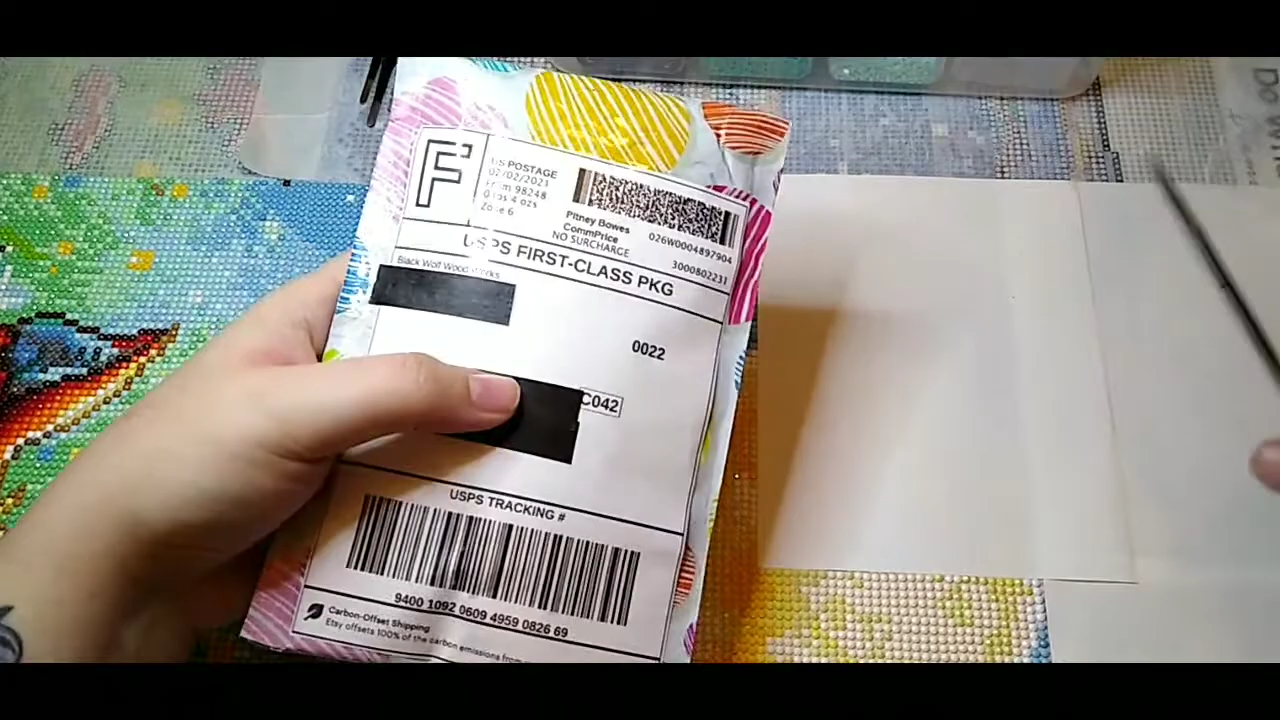 F
US POSTAGE
02/02/2021
From 98248
0 lbs 4 ozs
Zone 6
Pitney Bowes
CommPrice
NO SURCHARGE
026W0004897904
3000802231
USPS FIRST-CLASS PKG
Black Wolf Wood Works
0022
C042
USPS TRACKING #
9400 1092 0609 4959 0826 69
Carbon-Offset Shipping
Etsy offsets 100% of the carbon emissions from